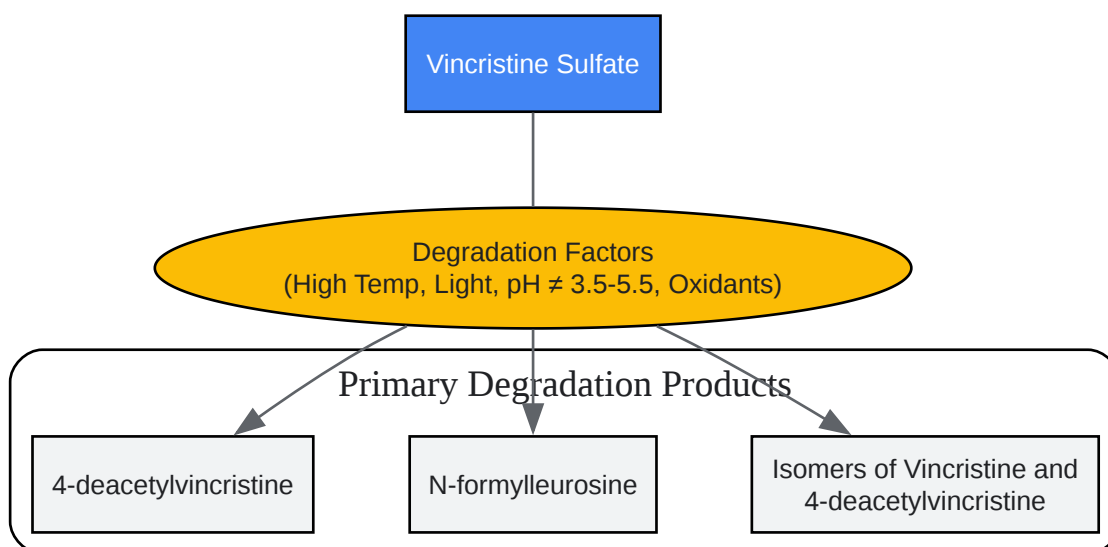 Vincristine Sulfate
Degradation Factors
(High Temp, Light, pH ≠ 3.5-5.5, Oxidants)
Primary Degradation Products
4-deacetylvincristine
N-formylleurosine
Isomers of Vincristine and
4-deacetylvincristine